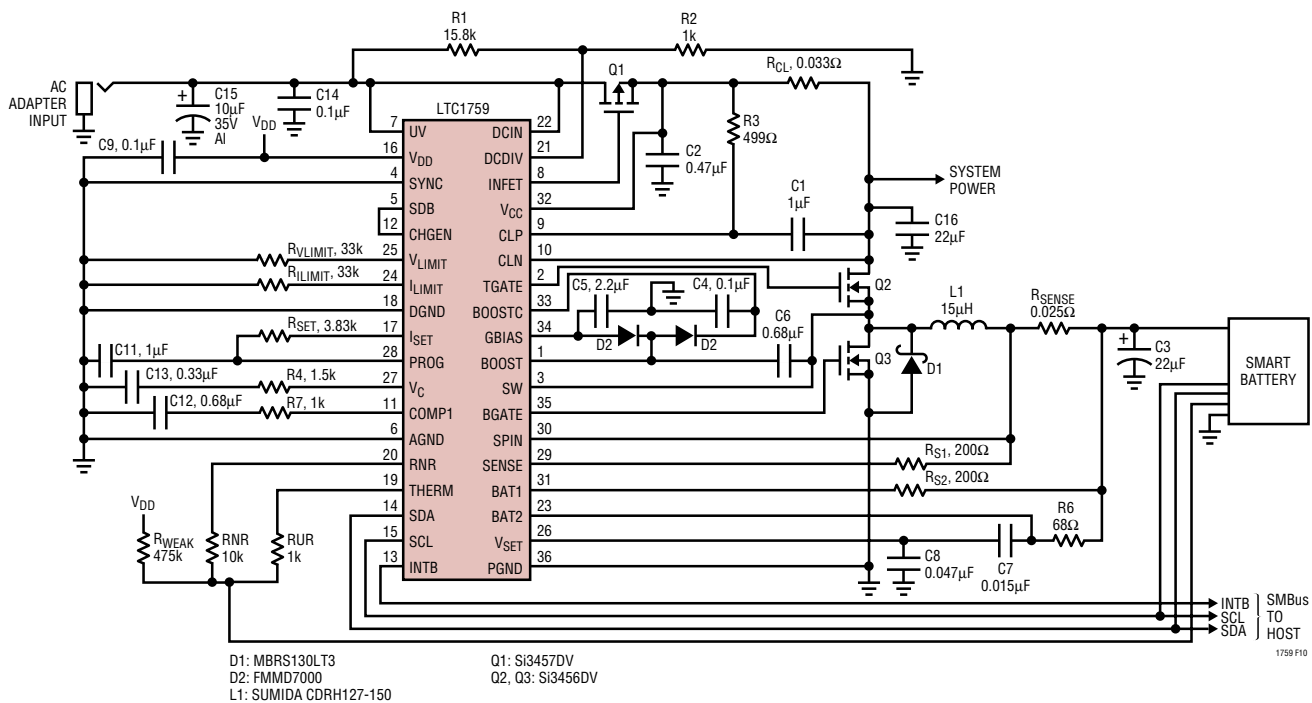 R1
15.8k
R2
1k
Q1
RCL, 0.033Ω
AC
ADAPTER
INPUT
+
C15
10µF
35V
Al
C14
0.1µF
VDD
C9, 0.1µF
LTC1759
7
UV
16
VDD
4
SYNC
5
SDB
12
CHGEN
25
VLIMIT
24
ILIMIT
18
DGND
17
ISET
28
PROG
27
VC
11
COMP1
6
AGND
20
RNR
19
THERM
14
SDA
15
SCL
13
INTB
DCIN
22
DCDIV
21
INFET
8
VCC
32
CLP
9
CLN
10
TGATE
2
BOOSTC
33
GBIAS
34
BOOST
1
SW
3
BGATE
35
SPIN
30
SENSE
29
BAT1
31
BAT2
23
VSET
26
PGND
36
RVLIMIT, 33k
RILIMIT, 33k
RSET, 3.83k
C11, 1µF
C13, 0.33µF
R4, 1.5k
C12, 0.68µF
R7, 1k
VDD
RWEAK
475k
RNR
10k
RUR
1k
R3
499Ω
C2
0.47µF
C1
1µF
SYSTEM
POWER
C16
22µF
C5, 2.2µF
C4, 0.1µF
D2
D2
C6
0.68µF
Q2
Q3
D1
L1
15µH
RSENSE
0.025Ω
+
C3
22µF
SMART
BATTERY
RS1, 200Ω
RS2, 200Ω
R6
68Ω
C8
0.047µF
C7
0.015µF
INTB
SCL
SDA
SMBus
TO
HOST
1759 F10
D1: MBRS130LT3
D2: FMMD7000
L1: SUMIDA CDRH127-150
Q1: Si3457DV
Q2, Q3: Si3456DV